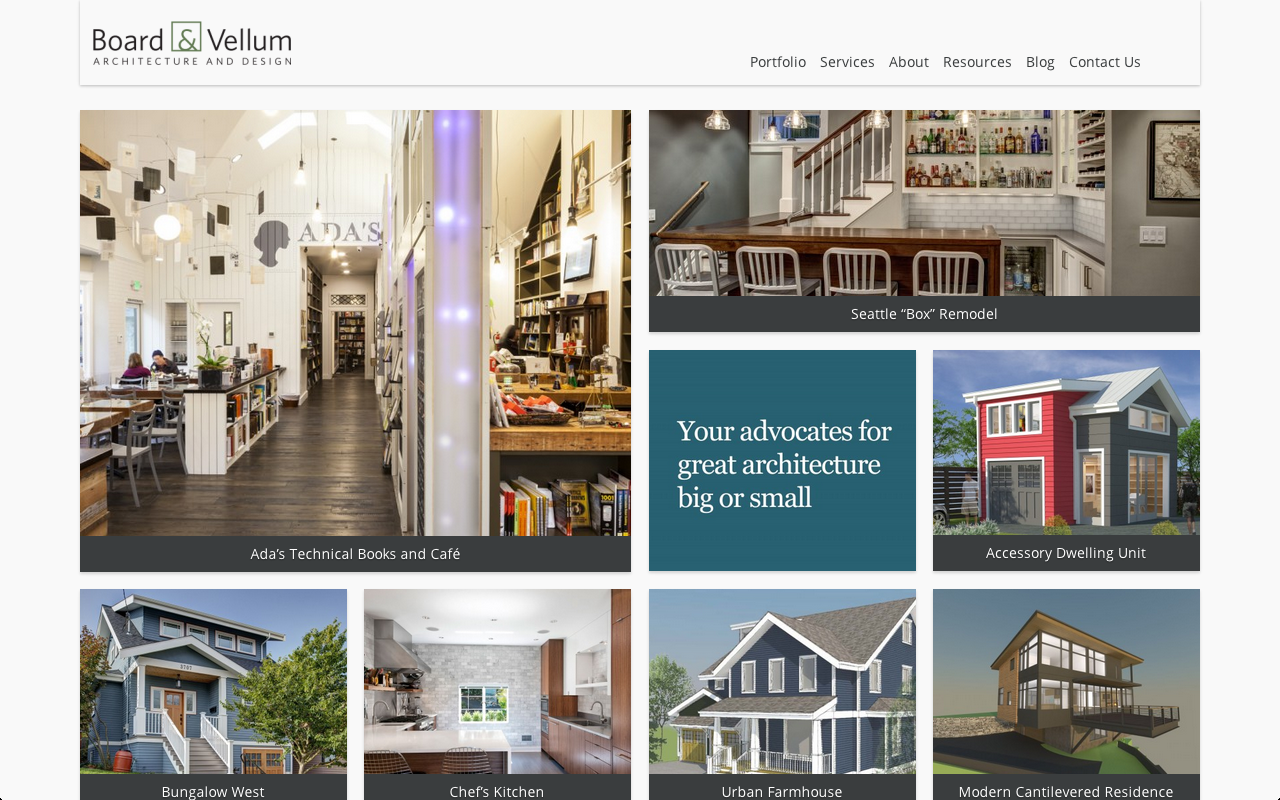 Board & Vellum
ARCHITECTURE AND DESIGN
Portfolio Services About Resources Blog Contact Us
ADA'S
Ada’s Technical Books and Café
Seattle “Box” Remodel
Your advocates for
great architecture
big or small
Accessory Dwelling Unit
Bungalow West
Chef’s Kitchen
Urban Farmhouse
Modern Cantilevered Residence